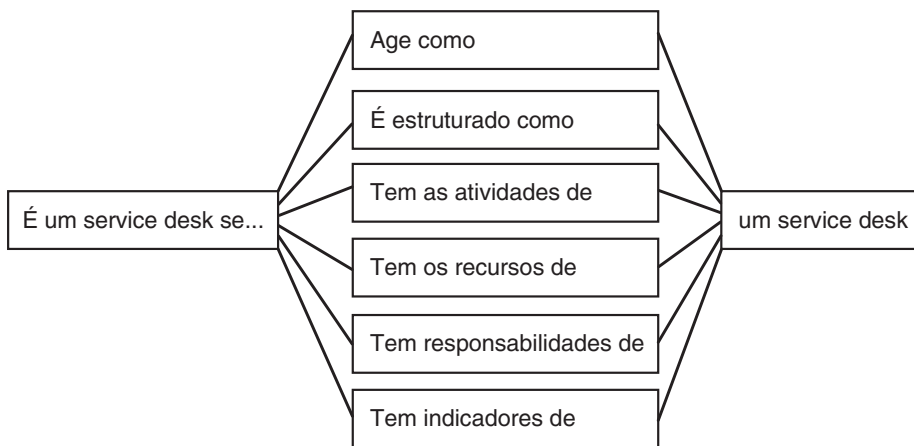 Age como
É estruturado como
Tem as atividades de
É um service desk se...
um service desk
Tem os recursos de
Tem responsabilidades de
Tem indicadores de